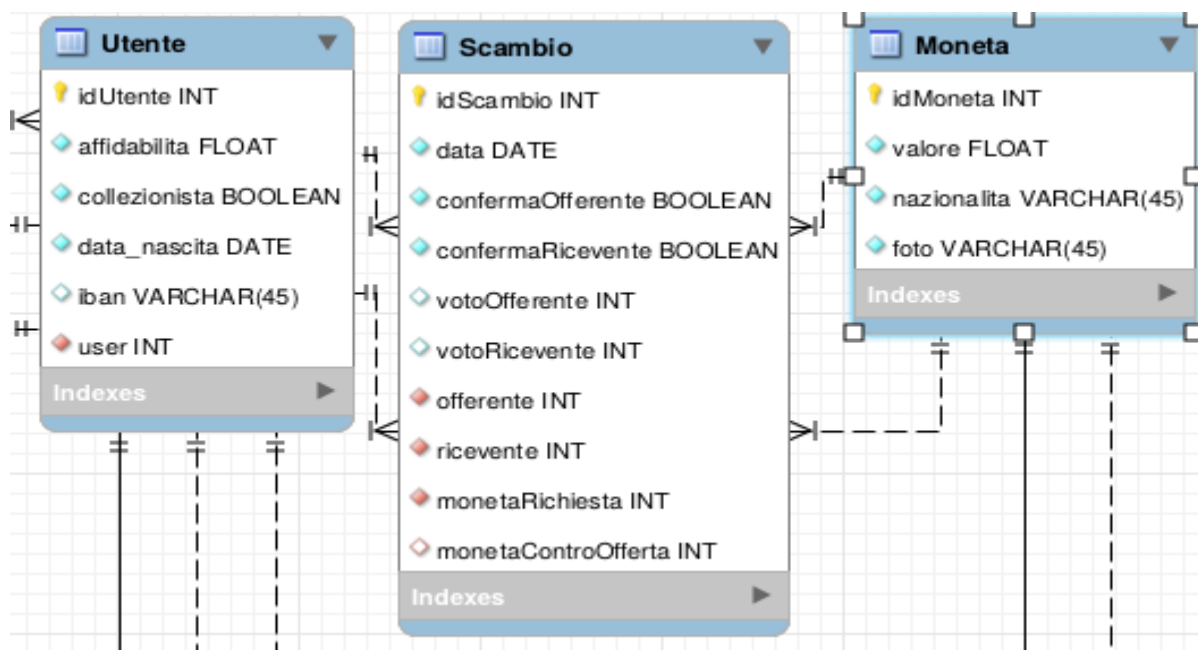 Utente
idUtente INT
affidabilita FLOAT
collezionista BOOLEAN
data_nascita DATE
iban VARCHAR(45)
user INT
Indexes
Scambio
idScambio INT
data DATE
confermaOfferente BOOLEAN
confermaRicevente BOOLEAN
votoOfferente INT
votoRicevente INT
offerente INT
ricevente INT
monetaRichiesta INT
monetaControOfferta INT
Indexes
Moneta
idMoneta INT
valore FLOAT
nazionalita VARCHAR(45)
foto VARCHAR(45)
Indexes